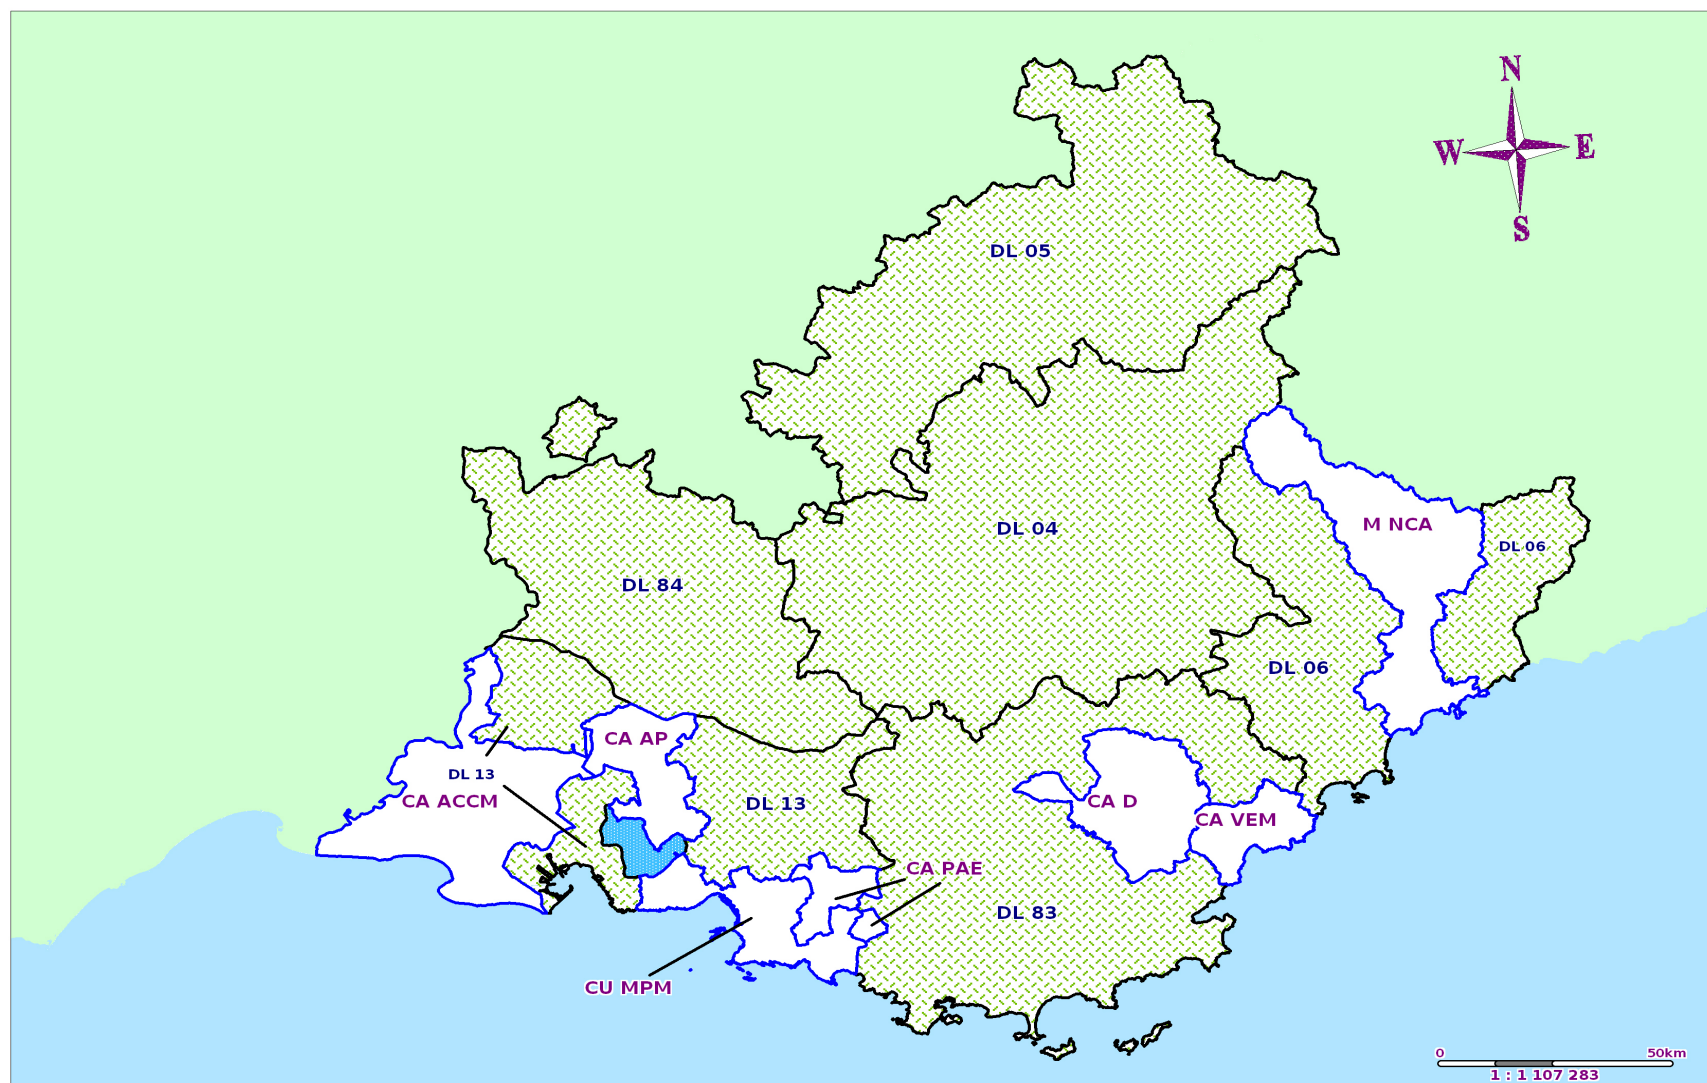 N
W E
S
DL 05
DL 04
M NCA
DL 06
DL 84
DL 06
CA AP
DL 13
CA ACCM
DL 13
CA D
CA VEM
CA PAE
DL 83
CU MPM
0 50km
1 : 1 107 283